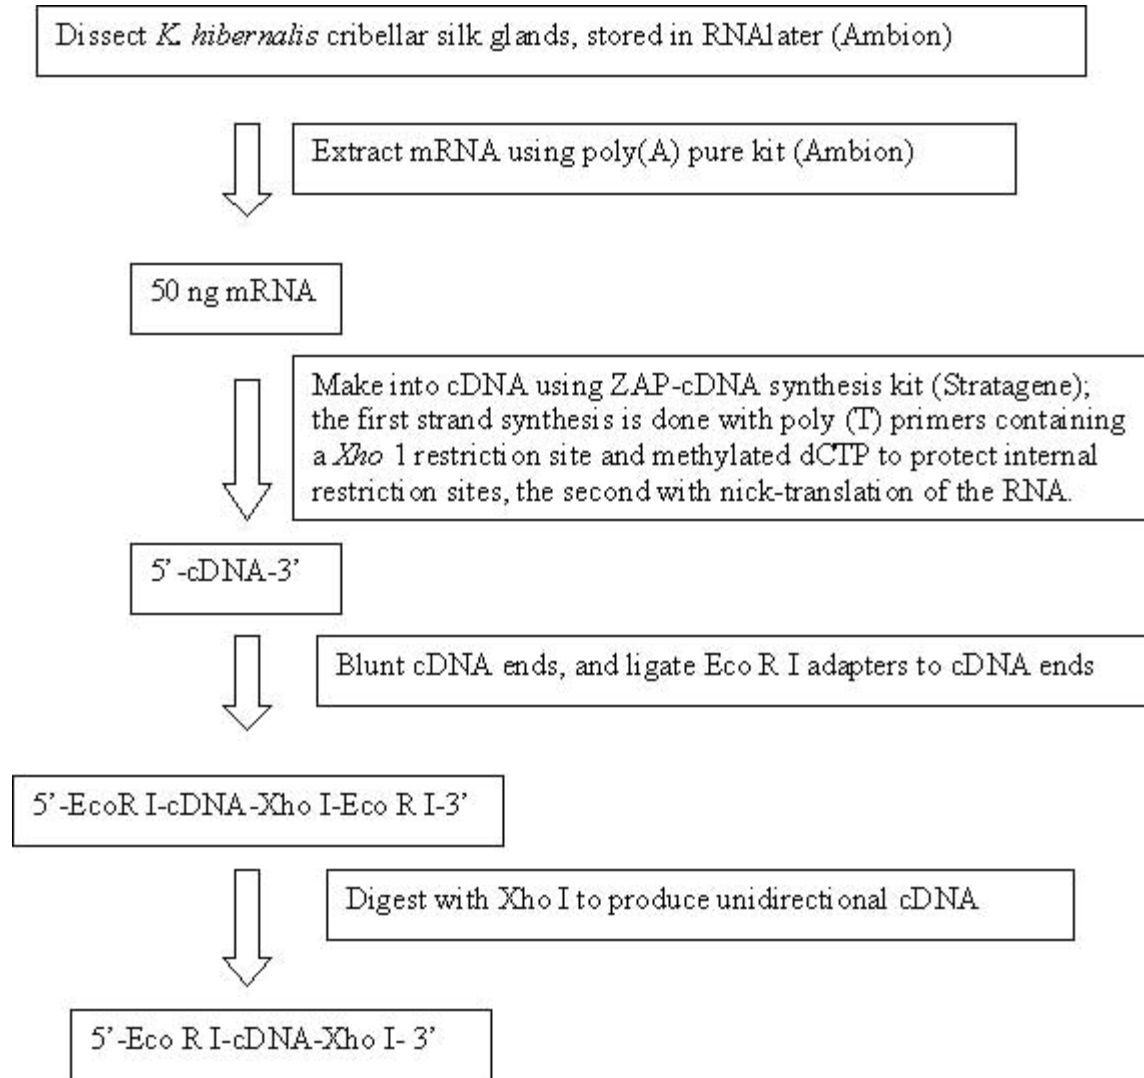 Dissect K. hibernalis cribellar silk glands, stored in RNAlater (Ambion)
Extract mRNA using poly(A) pure kit (Ambion)
50 ng mRNA
Make into cDNA using ZAP-cDNA synthesis kit (Stratagene);
the first strand synthesis is done with poly (T) primers containing
a Xho 1 restriction site and methylated dCTP to protect internal
restriction sites, the second with nick-translation of the RNA.
5’-cDNA-3’
Blunt cDNA ends, and ligate Eco R I adapters to cDNA ends
5’-EcoR I-cDNA-Xho I-Eco R I-3’
Digest with Xho I to produce unidirectional cDNA
5’-Eco R I-cDNA-Xho I- 3’